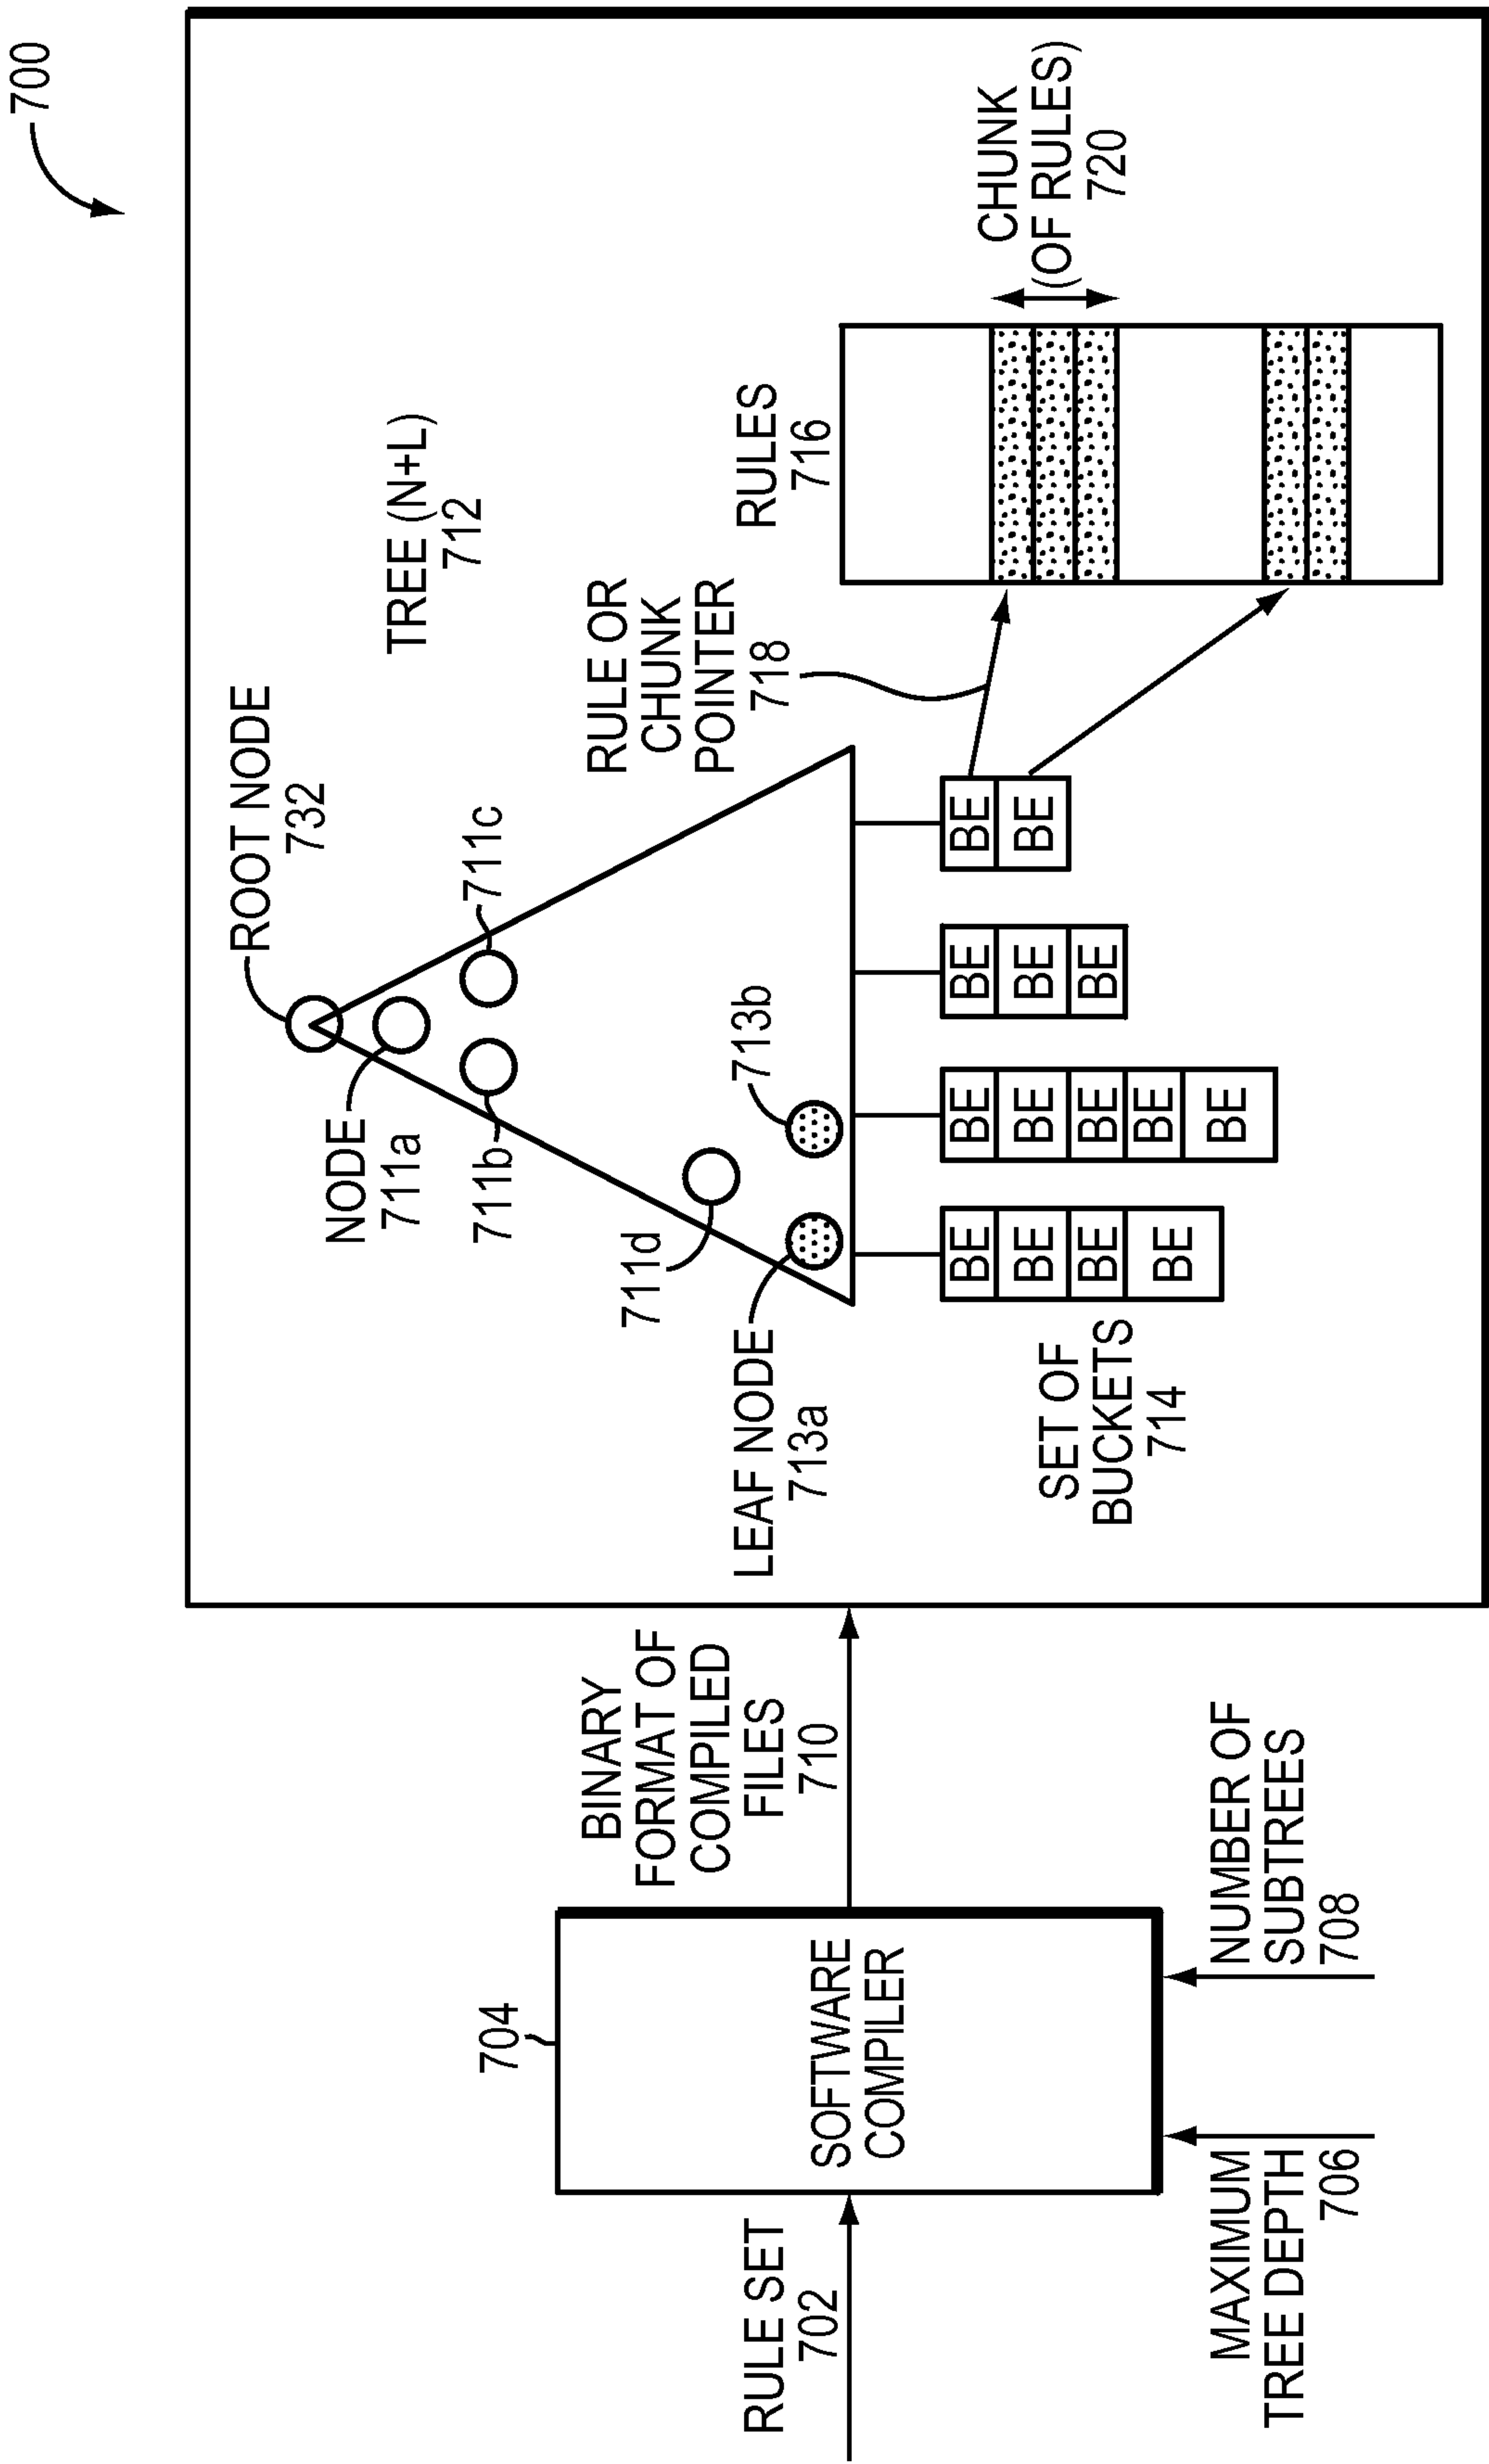 700
RULE SET
702
704
SOFTWARE
COMPILER
MAXIMUM
TREE DEPTH
706
NUMBER OF
SUBTREES
708
BINARY
FORMAT OF
COMPILED
FILES
710
ROOT NODE
732
TREE (N+L)
712
NODE
711a
711b
711c
711d
LEAF NODE
713a
713b
SET OF
BUCKETS
714
BE
BE
BE
BE
BE
BE
BE
BE
BE
BE
BE
BE
BE
BE
RULE OR
CHUNK
POINTER
718
RULES
716
CHUNK
(OF RULES)
720